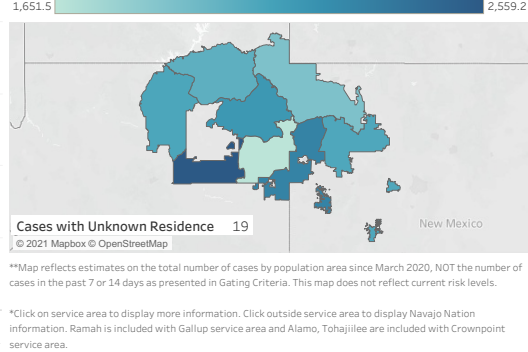 1,651.5 2,559.2
New Mexico
Cases with Unknown Residence 19
© 2021 Mapbox © OpenStreetMap
**Map reflects estimates on the total number of cases by population area since March 2020, NOT the number of
cases in the past 7 or 14 days as presented in Gating Criteria. This map does not reflect current risk levels.
*Click on service area to display more information. Click outside service area to display Navajo Nation
information. Ramah is included with Gallup service area and Alamo, Tohajiilee are included with Crownpoint
service area.